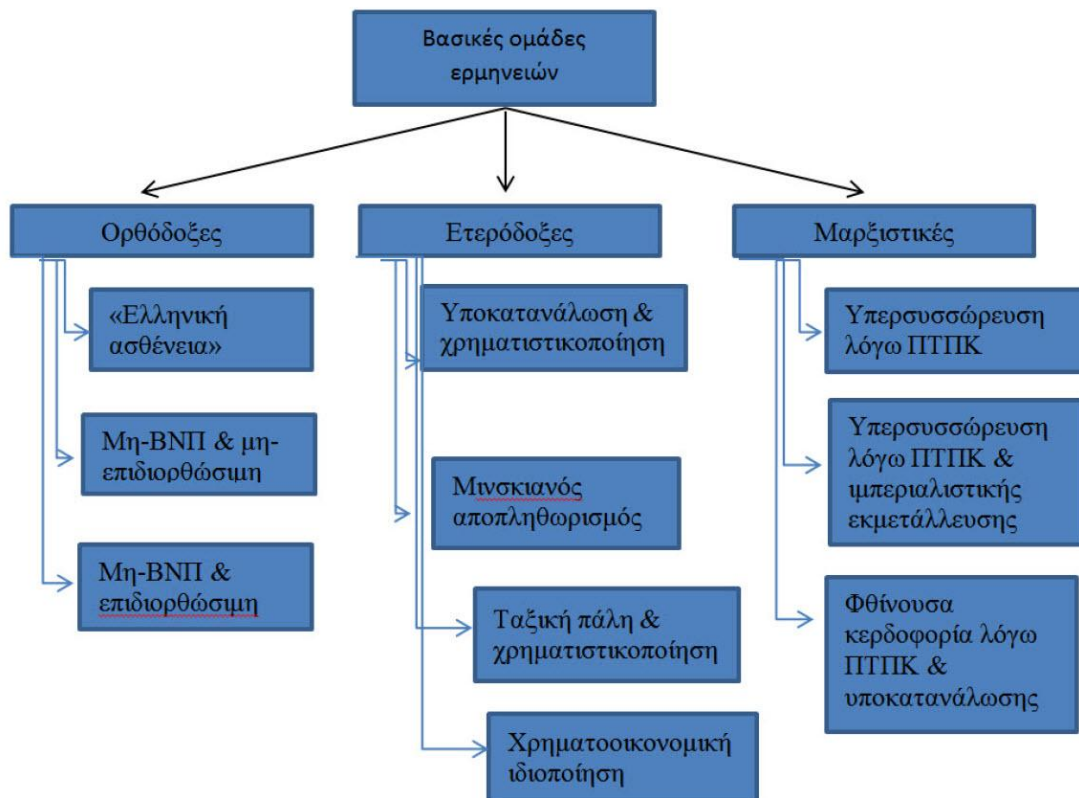 Βασικές ομάδες
ερμηνειών
Ορθόδοξες
«Ελληνική
ασθένεια»
Μη-ΒΝΠ & μη-
επιδιορθώσιμη
Μη-ΒΝΠ &
επιδιορθώσιμη
Ετερόδοξες
Υποκατανάλωση &
χρηματιστικοποίηση
Μινσκιανός
αποπληθωρισμός
Ταξική πάλη &
χρηματιστικοποίηση
Χρηματοοικονομική
ιδιοποίηση
Μαρξιστικές
Υπερσυσσώρευση
λόγω ΠΤΠΚ
Υπερσυσσώρευση
λόγω ΠΤΠΚ &
ιμπεριαλιστικής
εκμετάλλευσης
Φθίνουσα
κερδοφορία λόγω
ΠΤΠΚ &
υποκατανάλωσης